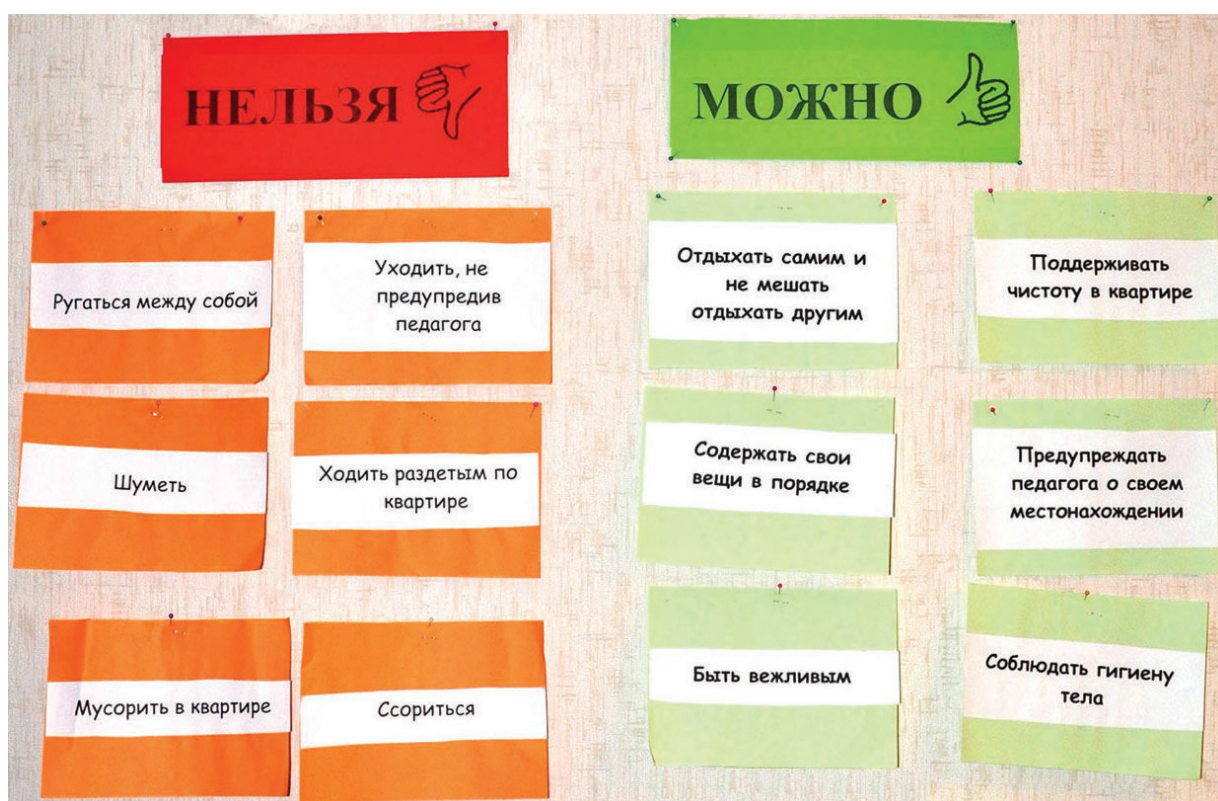 НЕЛЬЗЯ
Ругаться между собой
Уходить, не
предупредив
педагога
Шуметь
Ходить раздетым по
квартире
Мусорить в квартире
Ссориться
МОЖНО
Отдыхать самим и
не мешать
отдыхать другим
Поддерживать
чистоту в квартире
Содержать свои
вещи в порядке
Предупреждать
педагога о своем
местонахождении
Быть вежливым
Соблюдать гигиену
тела